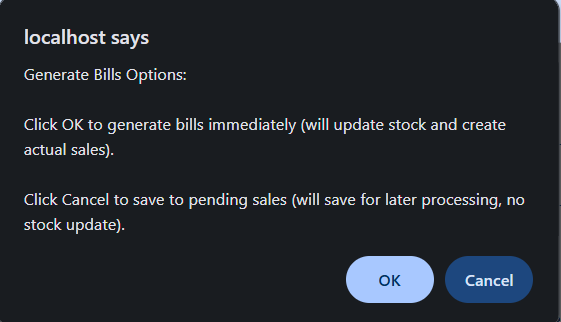 localhost says
Generate Bills Options:
Click OK to generate bills immediately (will update stock and create
actual sales).
Click Cancel to save to pending sales (will save for later processing, no
stock update).
OK
Cancel